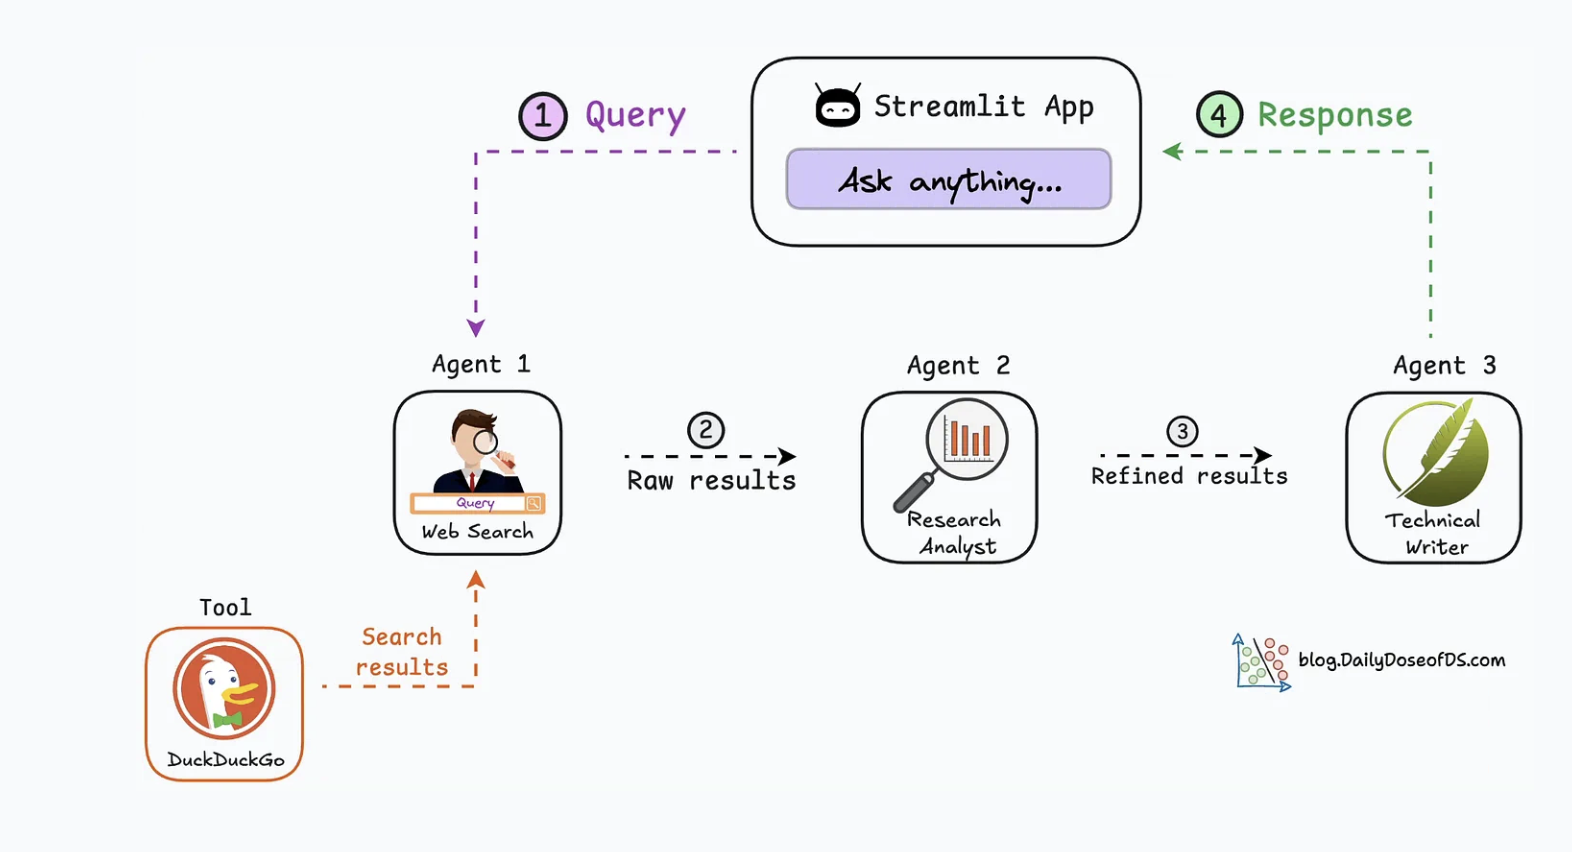 1 Query
Streamlit App
Ask anything...
4 Response
Agent 1
Query
Web Search
2
Raw results
Agent 2
Research
Analyst
3
Refined results
Agent 3
Technical
Writer
Tool
DuckDuckGo
Search
results
blog.DailyDoseofDS.com